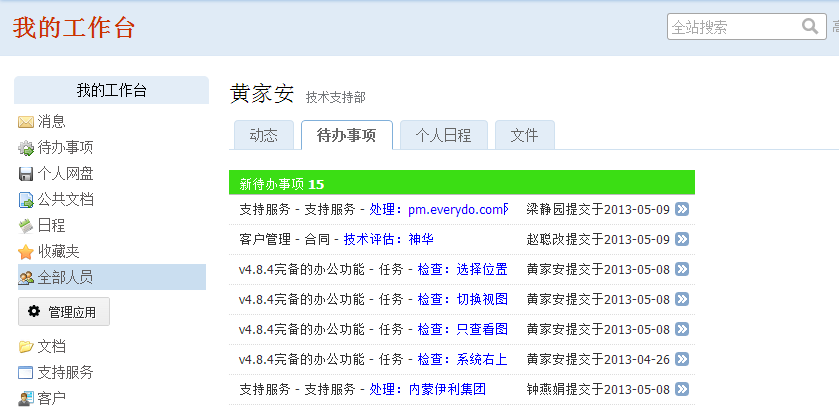 我的工作台
全站搜索
我的工作台
消息
待办事项
个人网盘
公共文档
日程
收藏夹
全部人员
管理应用
文档
支持服务
客户
黄家安 技术支持部
动态 待办事项 个人日程 文件
新待办事项 15
支持服务 - 支持服务 - 处理：pm.everydo.com 梁静园提交于2013-05-09
客户管理 - 合同 - 技术评估：神华 赵聪改提交于2013-05-09
v4.8.4完备的办公功能 - 任务 - 检查：选择位置 黄家安提交于2013-05-08
v4.8.4完备的办公功能 - 任务 - 检查：切换视图 黄家安提交于2013-05-08
v4.8.4完备的办公功能 - 任务 - 检查：只查看图 黄家安提交于2013-05-08
v4.8.4完备的办公功能 - 任务 - 检查：系统右上 黄家安提交于2013-04-26
支持服务 - 支持服务 - 处理：内蒙伊利集团 钟燕娟提交于2013-05-08